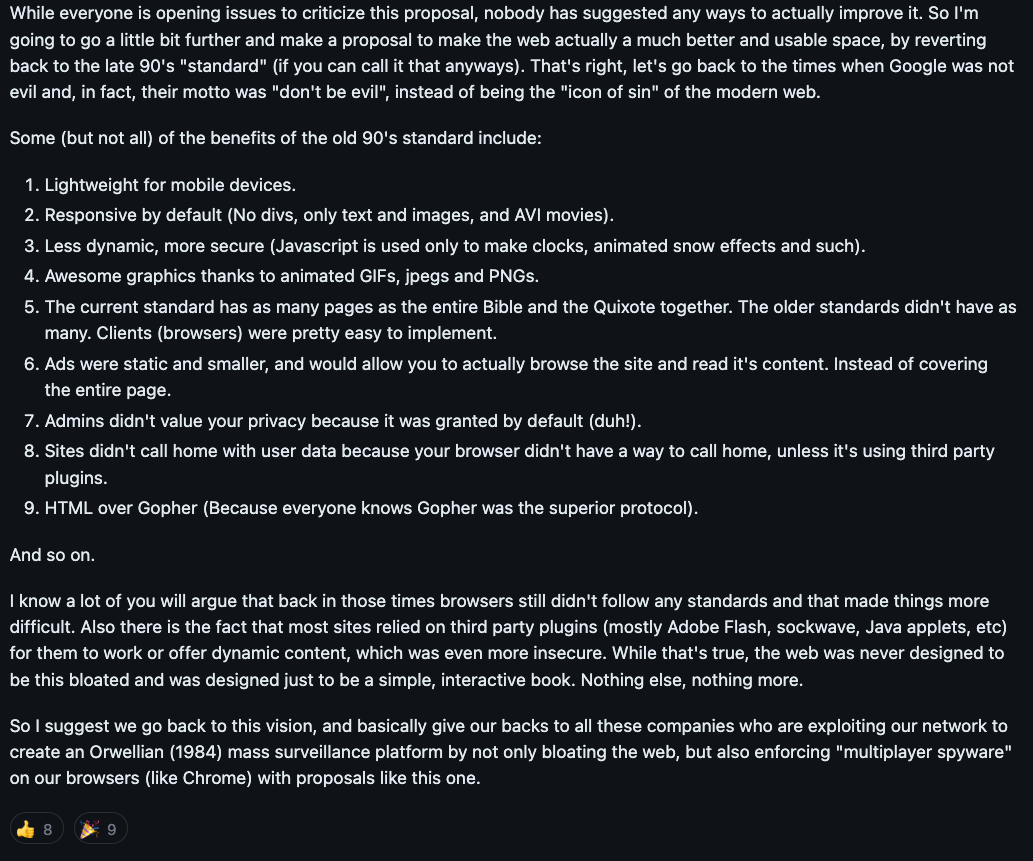 While everyone is opening issues to criticize this proposal, nobody has suggested any ways to actually improve it. So I'm
going to go a little bit further and make a proposal to make the web actually a much better and usable space, by reverting
back to the late 90's "standard" (if you can call it that anyways). That's right, let's go back to the times when Google was not
evil and, in fact, their motto was "don't be evil", instead of being the "icon of sin" of the modern web.
Some (but not all) of the benefits of the old 90's standard include:
1. Lightweight for mobile devices.
2. Responsive by default (No divs, only text and images, and AVI movies).
3. Less dynamic, more secure (Javascript is used only to make clocks, animated snow effects and such).
4. Awesome graphics thanks to animated GIFs, jpegs and PNGs.
5. The current standard has as many pages as the entire Bible and the Quixote together. The older standards didn't have as
many. Clients (browsers) were pretty easy to implement.
6. Ads were static and smaller, and would allow you to actually browse the site and read it's content. Instead of covering
the entire page.
7. Admins didn't value your privacy because it was granted by default (duh!).
8. Sites didn't call home with user data because your browser didn't have a way to call home, unless it's using third party
plugins.
9. HTML over Gopher (Because everyone knows Gopher was the superior protocol).
And so on.
I know a lot of you will argue that back in those times browsers still didn't follow any standards and that made things more
difficult. Also there is the fact that most sites relied on third party plugins (mostly Adobe Flash, sockwave, Java applets, etc)
for them to work or offer dynamic content, which was even more insecure. While that's true, the web was never designed to
be this bloated and was designed just to be a simple, interactive book. Nothing else, nothing more.
So I suggest we go back to this vision, and basically give our backs to all these companies who are exploiting our network to
create an Orwellian (1984) mass surveillance platform by not only bloating the web, but also enforcing "multiplayer spyware"
on our browsers (like Chrome) with proposals like this one.
👍 8 🎉 9